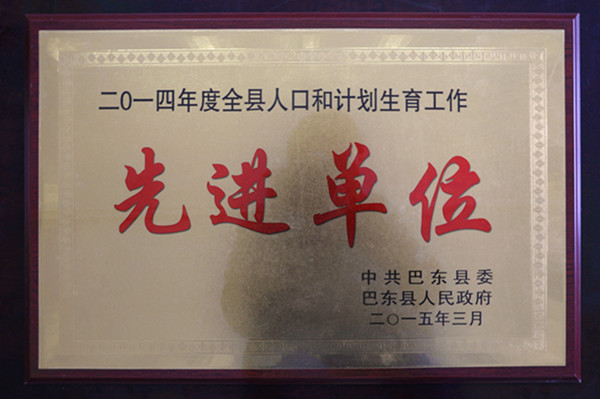 二〇一四年度全县人口和计划生育工作
先进单位
中共巴东县委
巴东县人民政府
二〇一五年三月